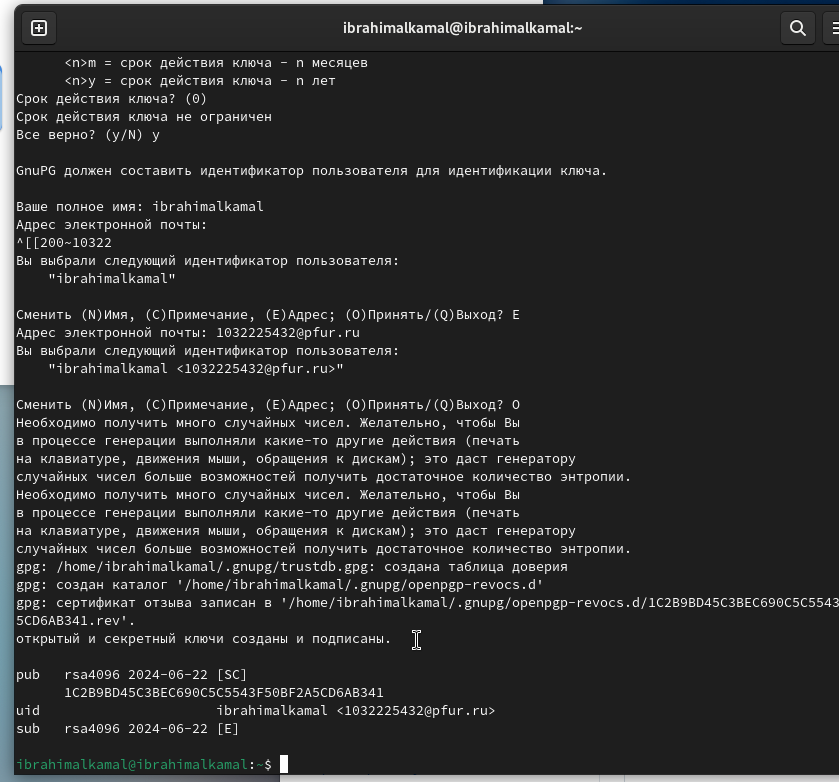 ibrahimalkamal@ibrahimalkamal:~
<n>m = срок действия ключа - n месяцев
<n>y = срок действия ключа - n лет
Срок действия ключа? (0)
Срок действия ключа не ограничен
Все верно? (y/N) y
GnuPG должен составить идентификатор пользователя для идентификации ключа.
Ваше полное имя: ibrahimalkamal
Адрес электронной почты:
^[[200~10322
Вы выбрали следующий идентификатор пользователя:
"ibrahimalkamal"
Сменить (N)Имя, (C)Примечание, (E)Адрес; (O)Принять/(Q)Выход? E
Адрес электронной почты: 1032225432@pfur.ru
Вы выбрали следующий идентификатор пользователя:
"ibrahimalkamal <1032225432@pfur.ru>"
Сменить (N)Имя, (C)Примечание, (E)Адрес; (O)Принять/(Q)Выход? O
Необходимо получить много случайных чисел. Желательно, чтобы Вы
в процессе генерации выполняли какие-то другие действия (печать
на клавиатуре, движения мыши, обращения к дискам); это даст генератору
случайных чисел больше возможностей получить достаточное количество энтропии.
Необходимо получить много случайных чисел. Желательно, чтобы Вы
в процессе генерации выполняли какие-то другие действия (печать
на клавиатуре, движения мыши, обращения к дискам); это даст генератору
случайных чисел больше возможностей получить достаточное количество энтропии.
gpg: /home/ibrahimalkamal/.gnupg/trustdb.gpg: создана таблица доверия
gpg: создан каталог '/home/ibrahimalkamal/.gnupg/openpgp-revocs.d'
gpg: сертификат отзыва записан в '/home/ibrahimalkamal/.gnupg/openpgp-revocs.d/1C2B9BD45C3BEC690C5C5543
5CD6AB341.rev'.
открытый и секретный ключи созданы и подписаны.
pub rsa4096 2024-06-22 [SC]
1C2B9BD45C3BEC690C5C5543F50BF2A5CD6AB341
uid ibrahimalkamal <1032225432@pfur.ru>
sub rsa4096 2024-06-22 [E]
ibrahimalkamal@ibrahimalkamal:~$